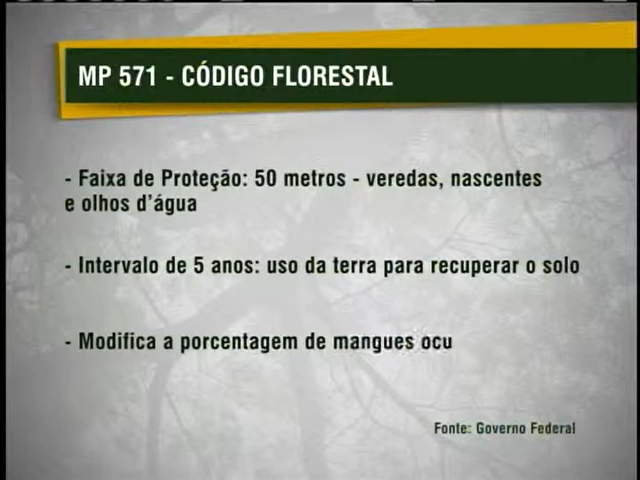 MP 571 - CÓDIGO FLORESTAL
- Faixa de Proteção: 50 metros - veredas, nascentes
e olhos d'água
- Intervalo de 5 anos: uso da terra para recuperar o solo
- Modifica a porcentagem de mangues ocu
Fonte: Governo Federal